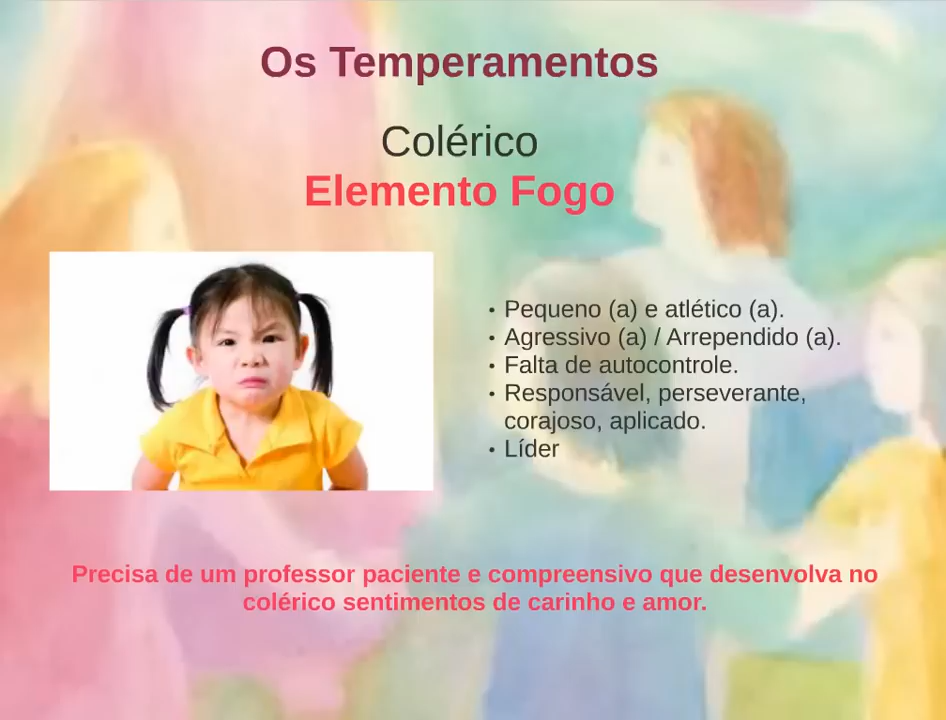 Os Temperamentos
Colérico
Elemento Fogo
• Pequeno (a) e atlético (a).
• Agressivo (a) / Arrependido (a).
• Falta de autocontrole.
• Responsável, perseverante,
corajoso, aplicado.
• Líder
Precisa de um professor paciente e compreensivo que desenvolva no
colérico sentimentos de carinho e amor.